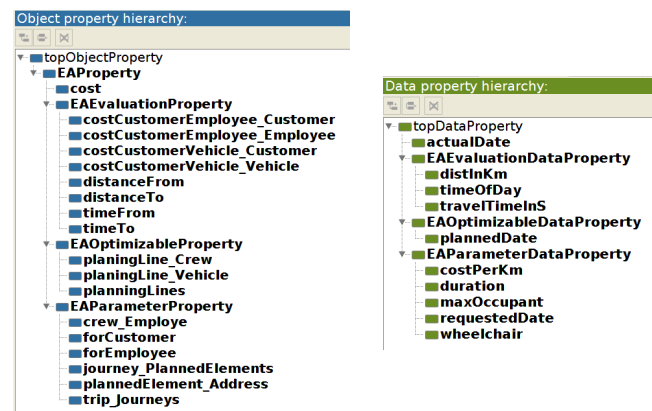 Object property hierarchy:
topObjectProperty
EAProperty
cost
EAEvaluationProperty
costCustomerEmployee_Customer
costCustomerEmployee_Employee
costCustomerVehicle_Customer
costCustomerVehicle_Vehicle
distanceFrom
distanceTo
timeFrom
timeTo
EAOptimizableProperty
planingLine_Crew
planingLine_Vehicle
planningLines
EAParameterProperty
crew_Employe
forCustomer
forEmployee
journey_PlannedElements
plannedElement_Address
trip_Journeys
Data property hierarchy:
topDataProperty
actualDate
EAEvaluationDataProperty
distInKm
timeOfDay
travelTimeInS
EAOptimizableDataProperty
plannedDate
EAParameterDataProperty
costPerKm
duration
maxOccupant
requestedDate
wheelchair